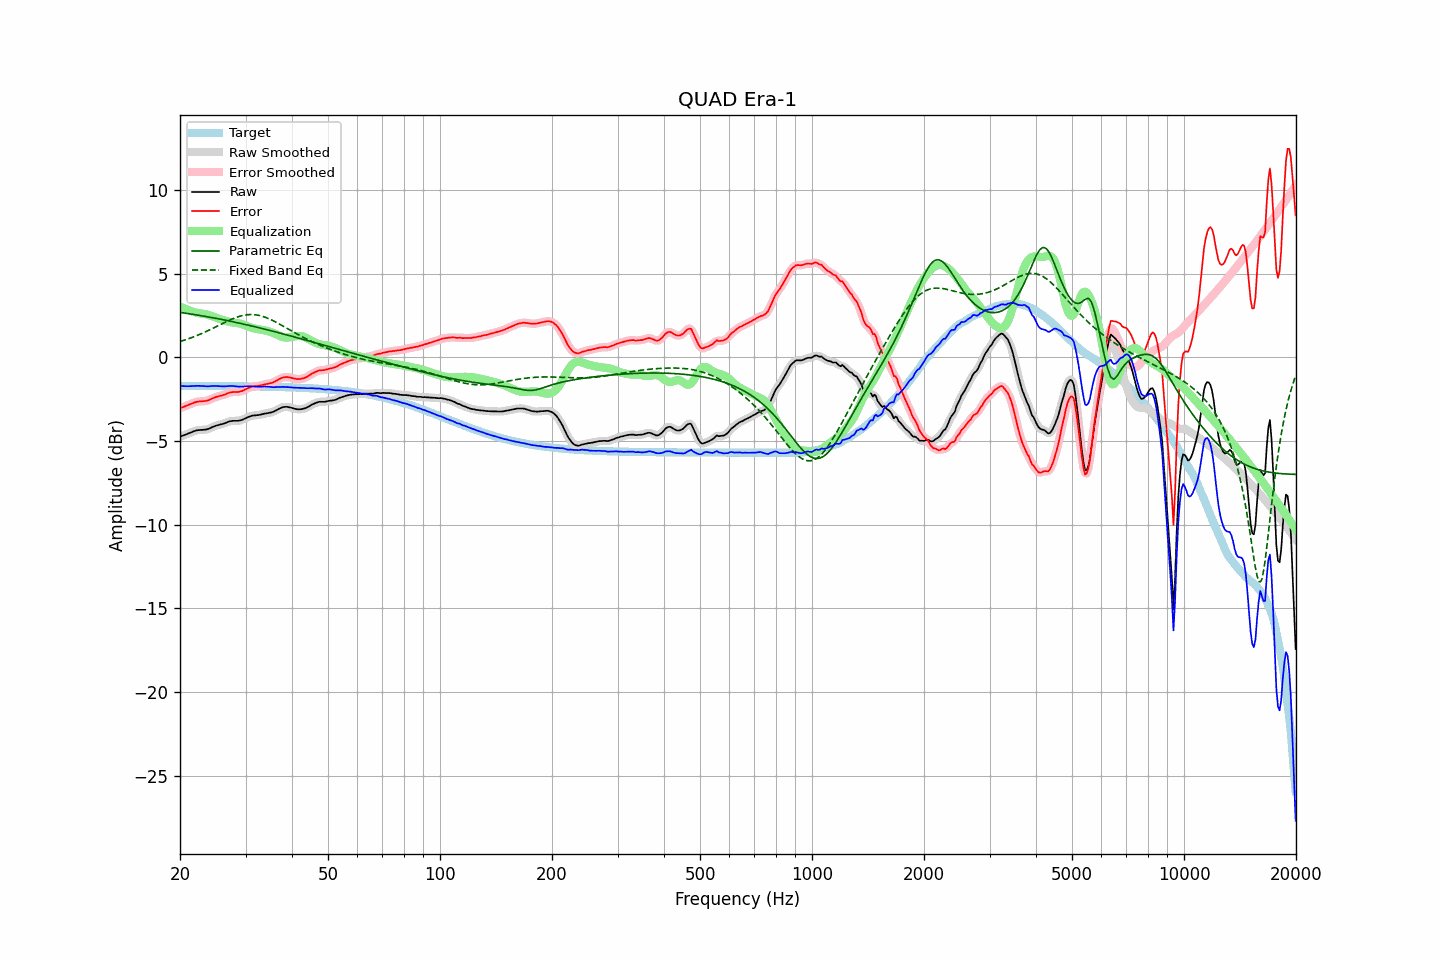 QUAD Era-1
Target
Raw Smoothed
Error Smoothed
Raw
Error
Equalization
Parametric Eq
Fixed Band Eq
Equalized
10
5
0
−5
−10
−15
−20
−25
Amplitude (dBr)
20 50 100 200 500 1000 2000 5000 10000 20000
Frequency (Hz)